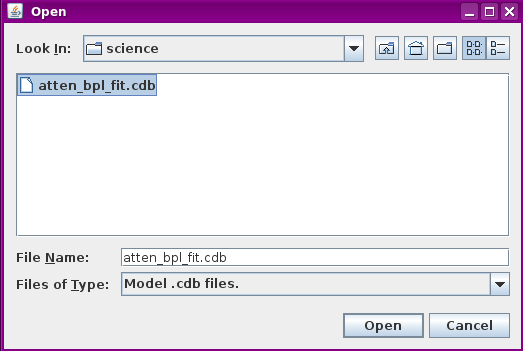 Open
Look In: science
atten_bpl_fit.cdb
File Name: atten_bpl_fit.cdb
Files of Type: Model .cdb files.
Open Cancel